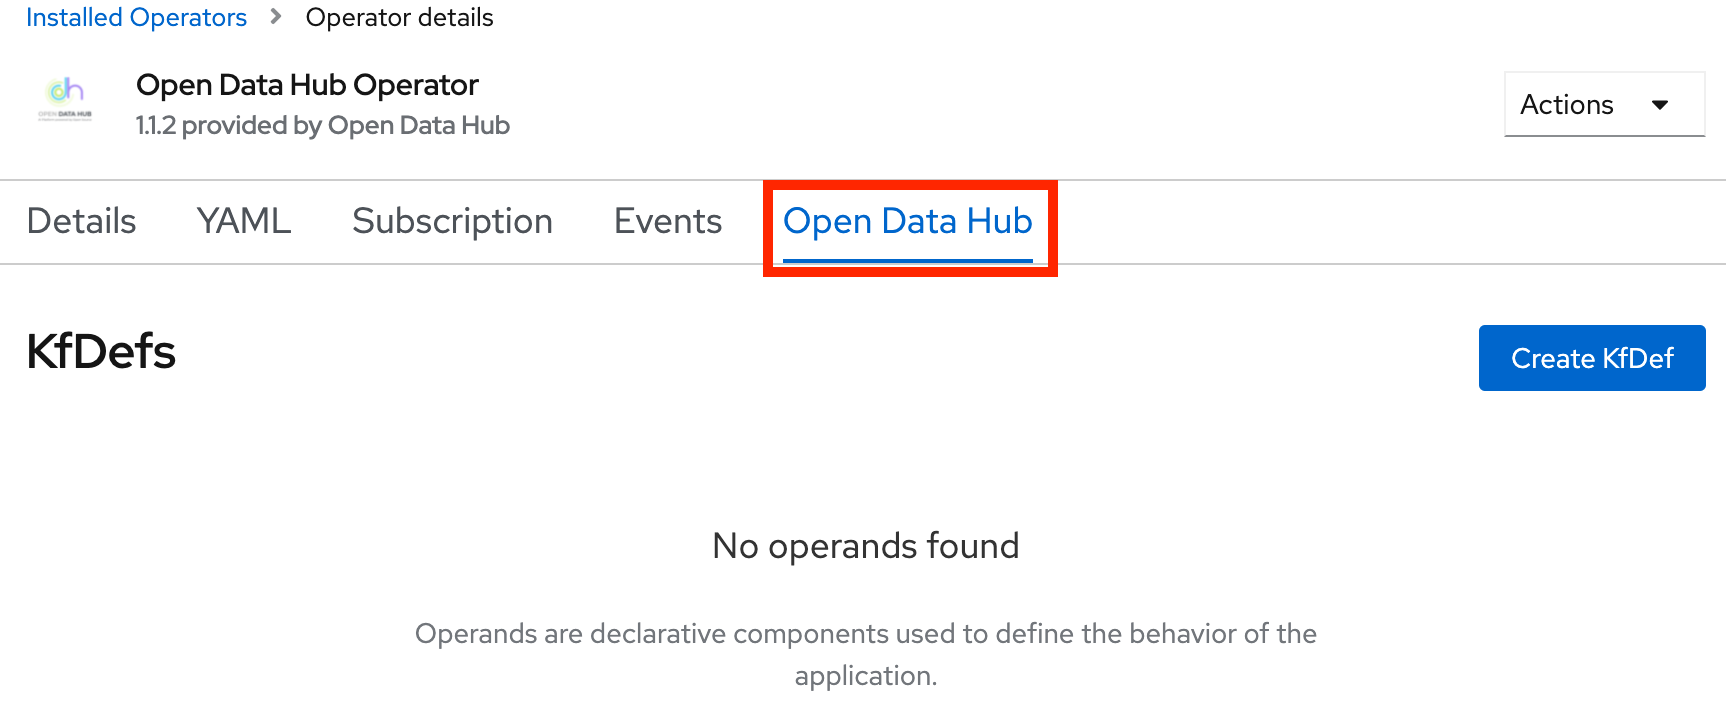 Installed Operators > Operator details
Open Data Hub Operator
OPEN DATA HUB
1.1.2 provided by Open Data Hub
Actions
Details YAML Subscription Events Open Data Hub
KfDefs
Create KfDef
No operands found
Operands are declarative components used to define the behavior of the
application.